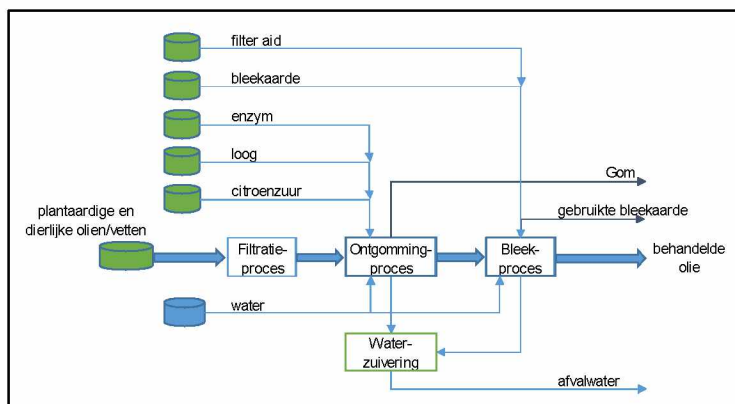 filter aid
bleekaarde
enzym
loog
citroenzuur
Gom
gebruikte bleekaarde
plantaardige en
dierlijke olien/vetten
Filtratie-
proces
Ontgomming-
proces
Bleek-
proces
behandelde
olie
water
Water-
zuivering
afvalwater